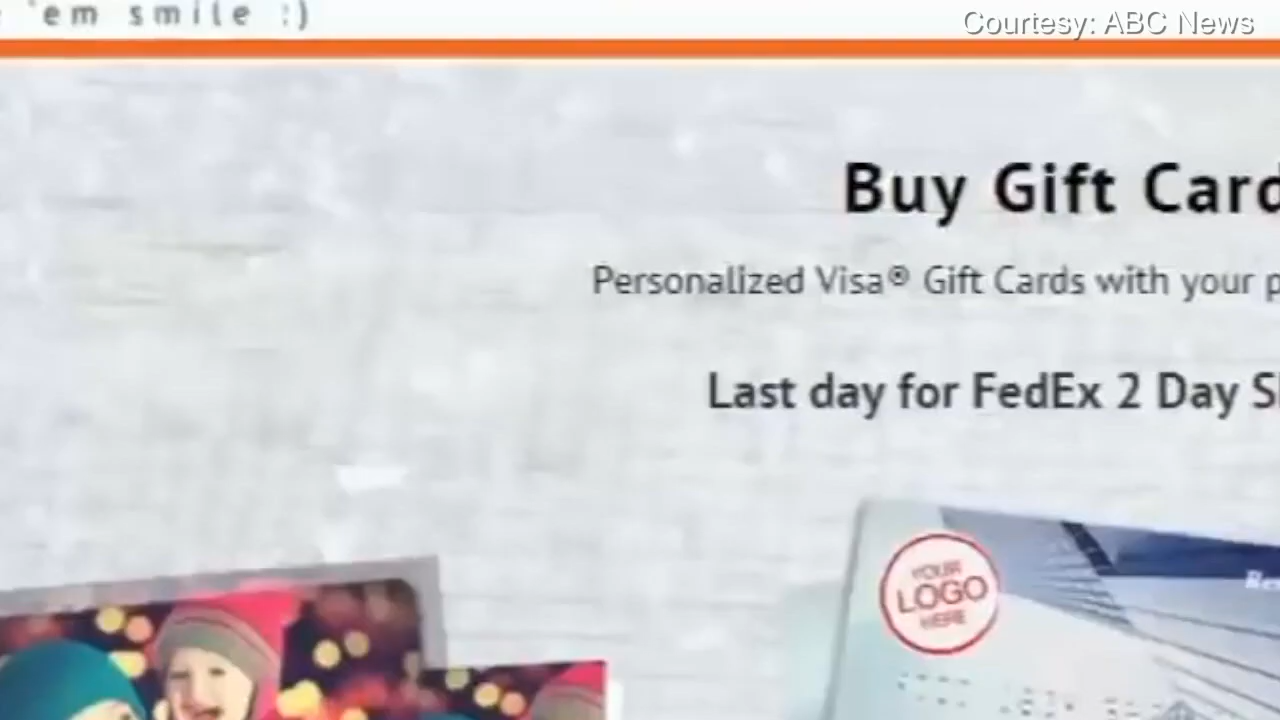 'em smile :)
Courtesy: ABC News
Buy Gift Card
Personalized Visa® Gift Cards with your p
Last day for FedEx 2 Day S
YOUR
LOGO
HERE